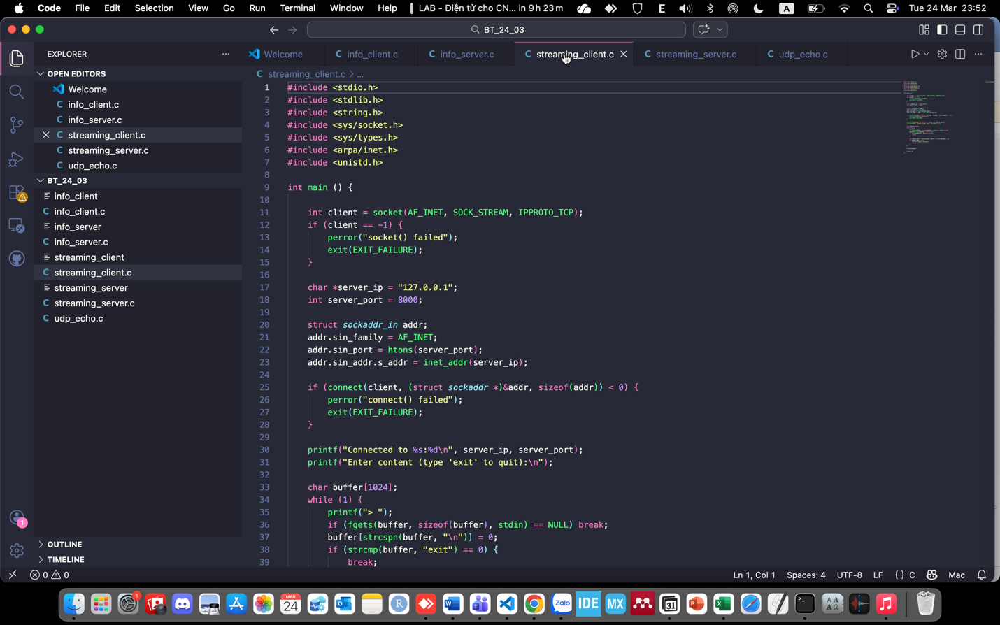 Code File Edit Selection View Go Run Terminal Window Help LAB - Điện tử cho CN... in 9 h 23 m E A Tue 24 Mar 23:52
BT_24_03
EXPLORER
Welcome
info_client.c
info_server.c
streaming_client.c
streaming_server.c
udp_echo.c
OPEN EDITORS
Welcome
C info_client.c
C info_server.c
C streaming_client.c
C streaming_server.c
C udp_echo.c
BT_24_03
info_client
C info_client.c
info_server
C info_server.c
streaming_client
C streaming_client.c
streaming_server
C streaming_server.c
C udp_echo.c
OUTLINE
TIMELINE
C streaming_client.c > ...
1 #include <stdio.h>
2 #include <stdlib.h>
3 #include <string.h>
4 #include <sys/socket.h>
5 #include <sys/types.h>
6 #include <arpa/inet.h>
7 #include <unistd.h>
8
9 int main () {
10
11 int client = socket(AF_INET, SOCK_STREAM, IPPROTO_TCP);
12 if (client == -1) {
13 perror("socket() failed");
14 exit(EXIT_FAILURE);
15 }
16
17 char *server_ip = "127.0.0.1";
18 int server_port = 8000;
19
20 struct sockaddr_in addr;
21 addr.sin_family = AF_INET;
22 addr.sin_port = htons(server_port);
23 addr.sin_addr.s_addr = inet_addr(server_ip);
24
25 if (connect(client, (struct sockaddr *)&addr, sizeof(addr)) < 0) {
26 perror("connect() failed");
27 exit(EXIT_FAILURE);
28 }
29
30 printf("Connected to %s:%d\n", server_ip, server_port);
31 printf("Enter content (type 'exit' to quit):\n");
32
33 char buffer[1024];
34 while (1) {
35 printf("> ");
36 if (fgets(buffer, sizeof(buffer), stdin) == NULL) break;
37 buffer[strcspn(buffer, "\n")] = 0;
38 if (strcmp(buffer, "exit") == 0) {
39 break;
1
0 0 Ln 1, Col 1 Spaces: 4 UTF-8 LF {} C Mac
1 MAR 24 R W Zalo IDE MX 31 P X